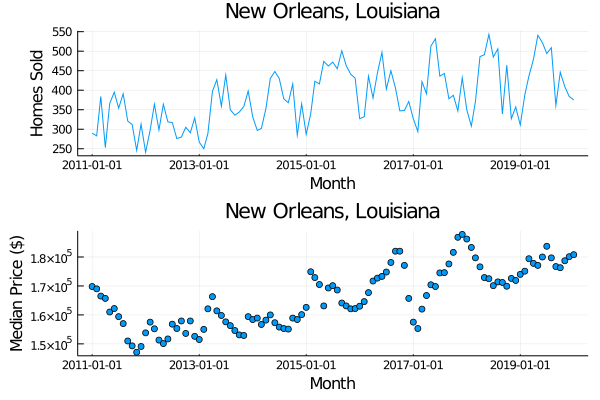 New Orleans, Louisiana
Homes Sold
550
500
450
400
350
300
250
2011-01-01 2013-01-01 2015-01-01 2017-01-01 2019-01-01
Month
New Orleans, Louisiana
Median Price ($)
1.8×10⁵
1.7×10⁵
1.6×10⁵
1.5×10⁵
2011-01-01 2013-01-01 2015-01-01 2017-01-01 2019-01-01
Month